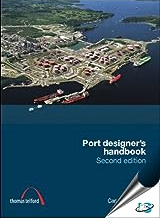 Port designer's
handbook
Second edition
thomas telford